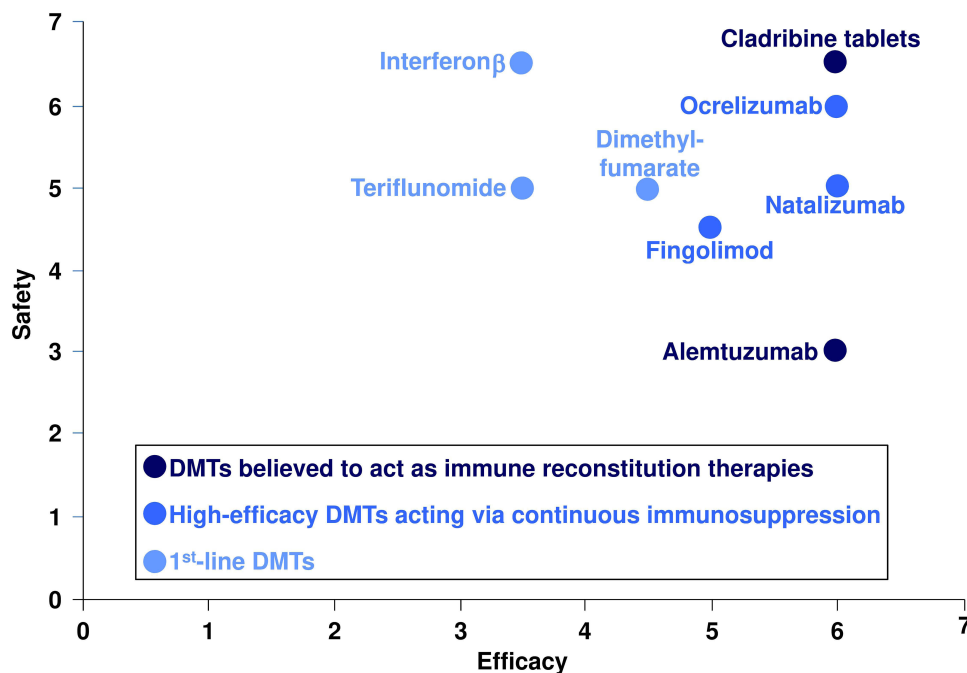 7
Cladribine tablets
Interferon β
6
Ocrelizumab
Dimethyl-
fumarate
Teriflunomide
5
Natalizumab
Fingolimod
4
Safety
Alemtuzumab
3
2
DMTs believed to act as immune reconstitution therapies
1
High-efficacy DMTs acting via continuous immunosuppression
1st-line DMTs
0
0 1 2 3 4 5 6 7
Efficacy